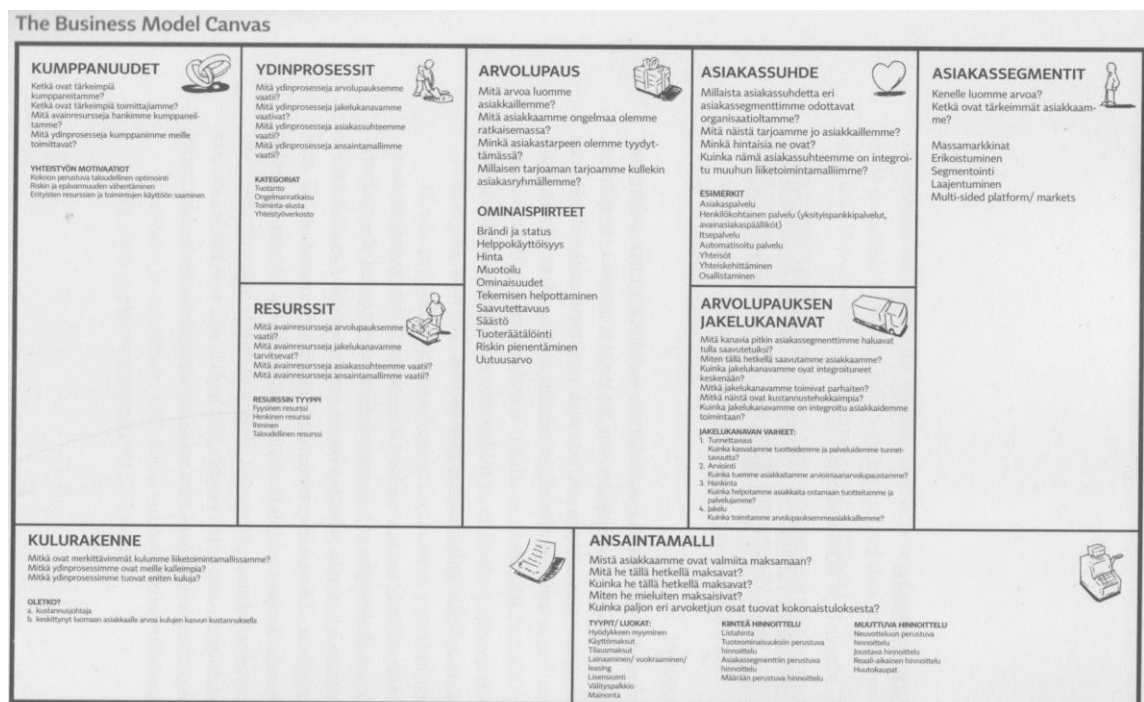 The Business Model Canvas
KUMPPANUUDET
Ketkä ovat tärkeimpiä
kumppaneitamme?
Ketkä ovat tärkeimpiä toimittajiamme?
Mitä avainresursseja hankimme kumppaneil-
tamme?
Mitä ydinprosesseja kumppanimme meille
toimittavat?
YHTEISTYÖN MOTIVAATIOT
Kokoon perustuva taloudellinen optimointi
Riskin ja epävarmuuden vähentäminen
Erityisten resurssien ja toimintojen käyttöön saaminen
YDINPROSESSIT
Mitä ydinprosesseja arvolupauksemme
vaatii?
Mitä ydinprosesseja jakelukanavamme
vaativat?
Mitä ydinprosesseja asiakassuhteemme
vaatii?
Mitä ydinprosesseja ansaintamallimme
vaatii?
KATEGORIAT
Tuotanto
Ongelmanratkaisu
Toiminta-alusta
Yhteistyöverkosto
RESURSSIT
Mitä avainresursseja arvolupauksemme
vaatii?
Mitä avainresursseja jakelukanavamme
tarvitsevat?
Mitä avainresursseja asiakassuhteemme vaatii?
Mitä avainresursseja ansaintamallimme vaatii?
RESURSSIN TYYPPI
Fyysinen resurssi
Henkinen resurssi
Ihminen
Taloudellinen resurssi
ARVOLUPAUS
Mitä arvoa luomme
asiakkaillemme?
Mitä asiakkaamme ongelmaa olemme
ratkaisemassa?
Minkä asiakastarpeen olemme tyydyt-
tämässä?
Millaisen tarjoaman tarjoamme kullekin
asiakasryhmällemme?
OMINAISPIIRTEET
Brändi ja status
Helppokäyttöisyys
Hinta
Muotoilu
Ominaisuudet
Tekemisen helpottaminen
Saavutettavuus
Säästö
Tuoteräätälöinti
Riskin pienentäminen
Uutuusarvo
ASIAKASSUHDE
Millaista asiakassuhdetta eri
asiakassegmenttimme odottavat
organisaatioltamme?
Mitä näistä tarjoamme jo asiakkaillemme?
Minkä hintaisia ne ovat?
Kuinka nämä asiakassuhteemme on integroi-
tu muuhun liiketoimintamalliimme?
ESIMERKIT
Asiakaspalvelu
Henkilökohtainen palvelu (yksityispankkipalvelut,
avainasiakaspäälliköt)
Itsepalvelu
Automatisoitu palvelu
Yhteisöt
Yhteiskehittäminen
Osallistaminen
ARVOLUPAUKSEN
JAKELUKANAVAT
Mitä kanavia pitkin asiakassegmenttimme haluavat
tulla saavutetuiksi?
Miten tällä hetkellä saavutamme asiakkaamme?
Kuinka jakelukanavamme ovat integroituneet
keskenään?
Mitkä jakelukanavamme toimivat parhaiten?
Mitkä näistä ovat kustannustehokkaimpia?
Kuinka jakelukanavamme on integroitu asiakkaidemme
toimintaan?
JAKELUKANAVAN VAIHEET:
1. Tunnettavuus
Kuinka kasvatamme tuotteidemme ja palveluidemme tunnet-
tavuutta?
2. Arviointi
Kuinka tuemme asiakkaitamme arvioimaanarvolupaustamme?
3. Hankinta
Kuinka helpotamme asiakkaita ostamaan tuotteitamme ja
palvelujamme?
4. Jakelu
Kuinka toimitamme arvolupauksemmeasiakkaillemme?
ASIAKASSEGMENTIT
Kenelle luomme arvoa?
Ketkä ovat tärkeimmät asiakkaam-
me?
Massamarkkinat
Erikoistuminen
Segmentointi
Laajentuminen
Multi-sided platform/ markets
KULURAKENNE
Mitkä ovat merkittävimmät kulumme liiketoimintamallissamme?
Mitkä ydinprosessimme ovat meille kalleimpia?
Mitkä ydinprosessimme tuovat eniten kuluja?
OLETKO?
a. kustannusjohtaja
b. keskittynyt luomaan asiakkaalle arvoa kulujen kasvun kustannuksella
ANSAINTAMALLI
Mistä asiakkaamme ovat valmiita maksamaan?
Mitä he tällä hetkellä maksavat?
Kuinka he tällä hetkellä maksavat?
Miten he mieluiten maksaisivat?
Kuinka paljon eri arvoketjun osat tuovat kokonaistuloksesta?
TYYPIT/ LUOKAT:
Hyödykkeen myyminen
Käyttömaksut
Tilausmaksut
Lainaaminen/ vuokraaminen/
leasing
Lisensiointi
Välityspalkkio
Mainonta
KIINTEÄ HINNOITTELU
Listahinta
Tuoteominaisuuksiin perustuva
hinnoittelu
Asiakassegmenttiin perustuva
hinnoittelu
Määrään perustuva hinnoittelu
MUUTTUVA HINNOITTELU
Neuvotteluun perustuva
hinnoittelu
Joustava hinnoittelu
Reaali-aikainen hinnoittelu
Huutokaupat